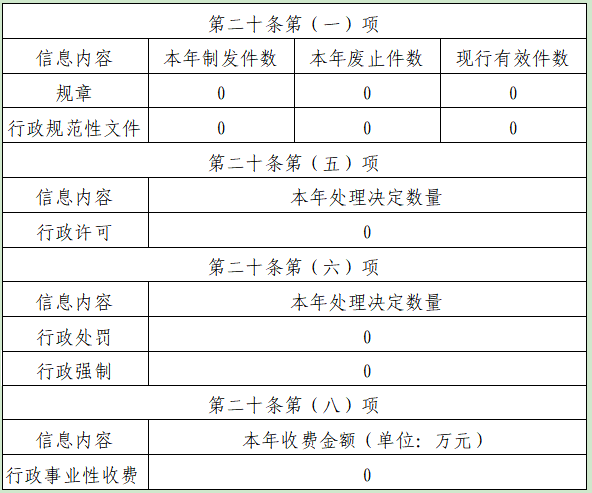 第二十条第（一）项
信息内容 本年制发件数 本年废止件数 现行有效件数
规章 0 0 0
行政规范性文件 0 0 0
第二十条第（五）项
信息内容 本年处理决定数量
行政许可 0
第二十条第（六）项
信息内容 本年处理决定数量
行政处罚 0
行政强制 0
第二十条第（八）项
信息内容 本年收费金额（单位：万元）
行政事业性收费 0